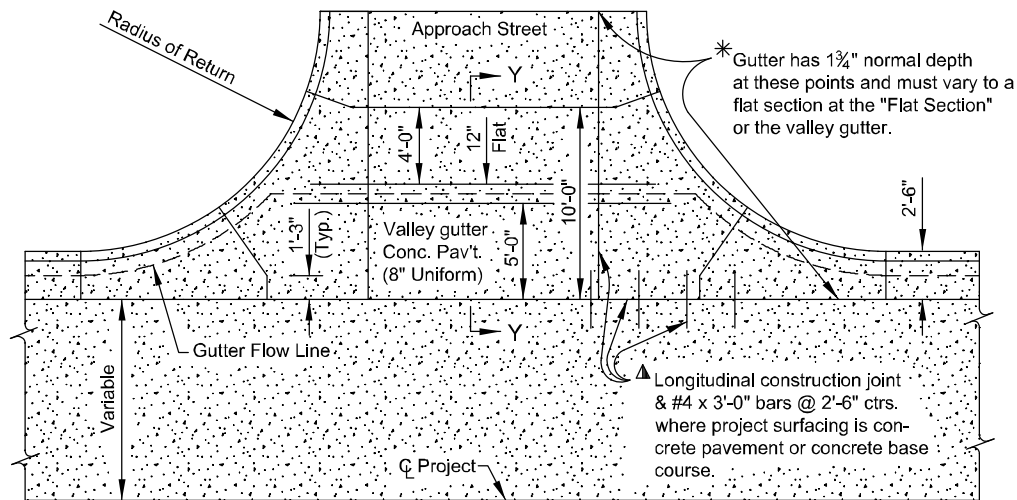 Approach Street
Radius of Return
Y
* Gutter has 1¾" normal depth
at these points and must vary to a
flat section at the "Flat Section"
or the valley gutter.
4'-0"
12"
Flat
10'-0"
2'-6"
1'-3"
(Typ.)
Valley gutter
Conc. Pav't.
(8" Uniform)
5'-0"
Y
Gutter Flow Line
Variable
Longitudinal construction joint
& #4 x 3'-0" bars @ 2'-6" ctrs.
where project surfacing is con-
crete pavement or concrete base
course.
℄ Project